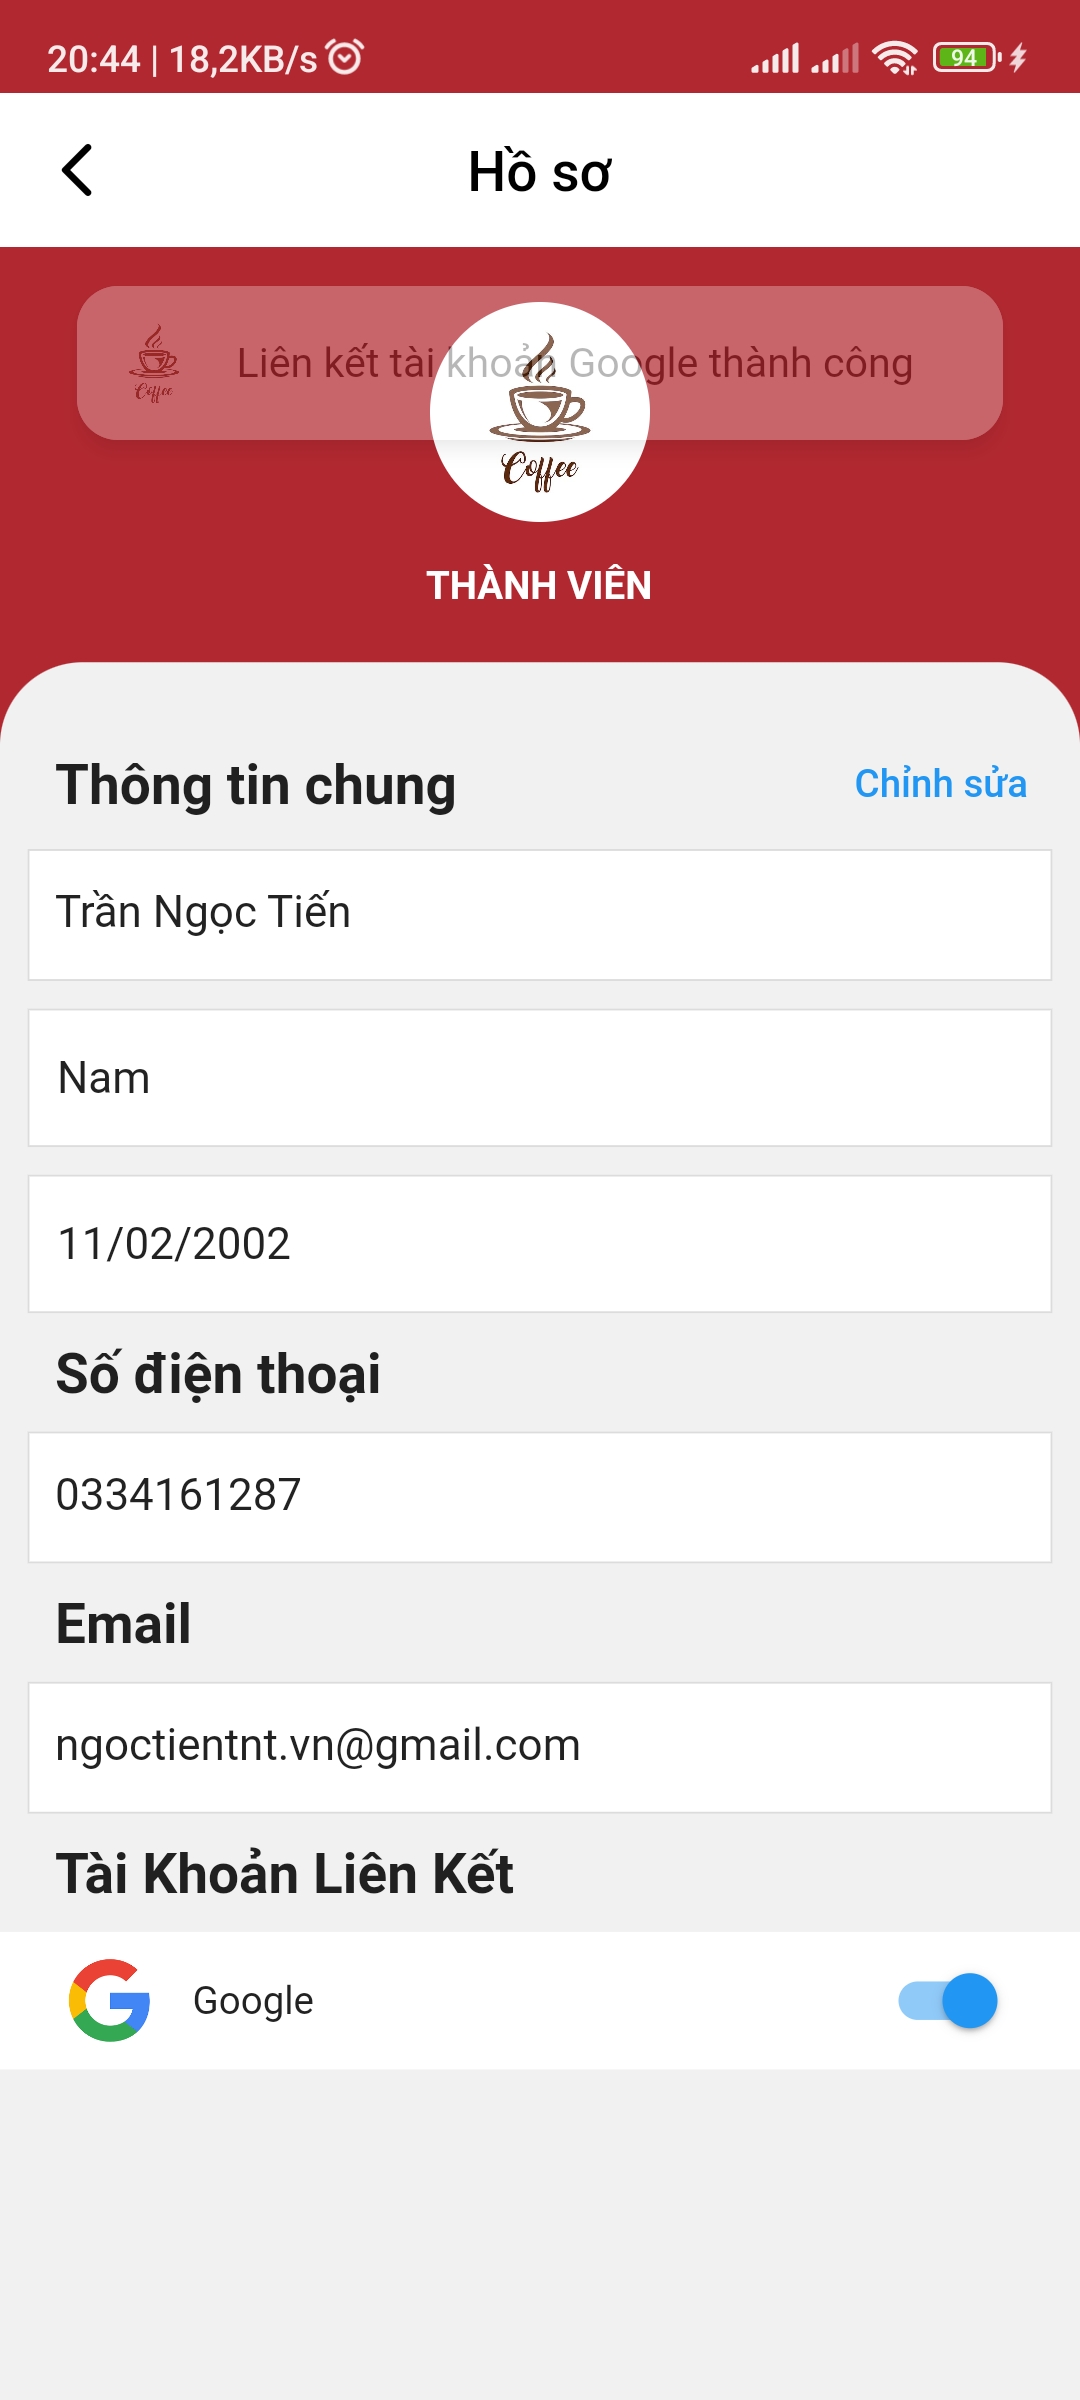 20:44 | 18,2KB/s
94
Hồ sơ
Coffee
Liên kết tài khoản Google thành công
Coffee
THÀNH VIÊN
Thông tin chung
Chỉnh sửa
Trần Ngọc Tiến
Nam
11/02/2002
Số điện thoại
0334161287
Email
ngoctientnt.vn@gmail.com
Tài Khoản Liên Kết
Google